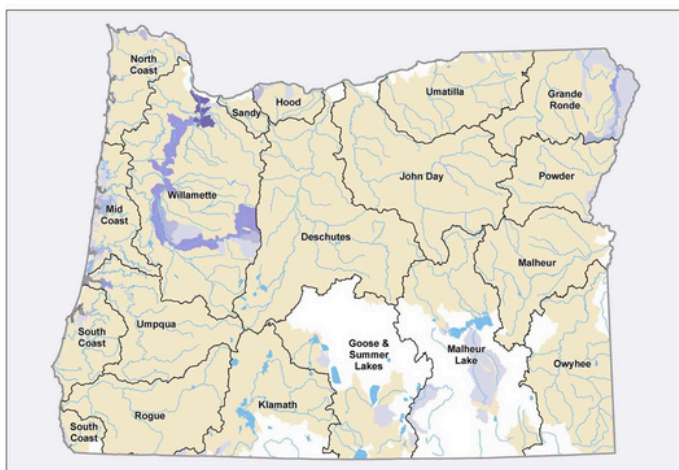 North
Coast
Sandy
Hood
Umatilla
Grande
Ronde
John Day
Powder
Willamette
Mid
Coast
Deschutes
Malheur
South
Coast
Umpqua
Goose &
Summer
Lakes
Malheur
Lake
Owyhee
Klamath
Rogue
South
Coast